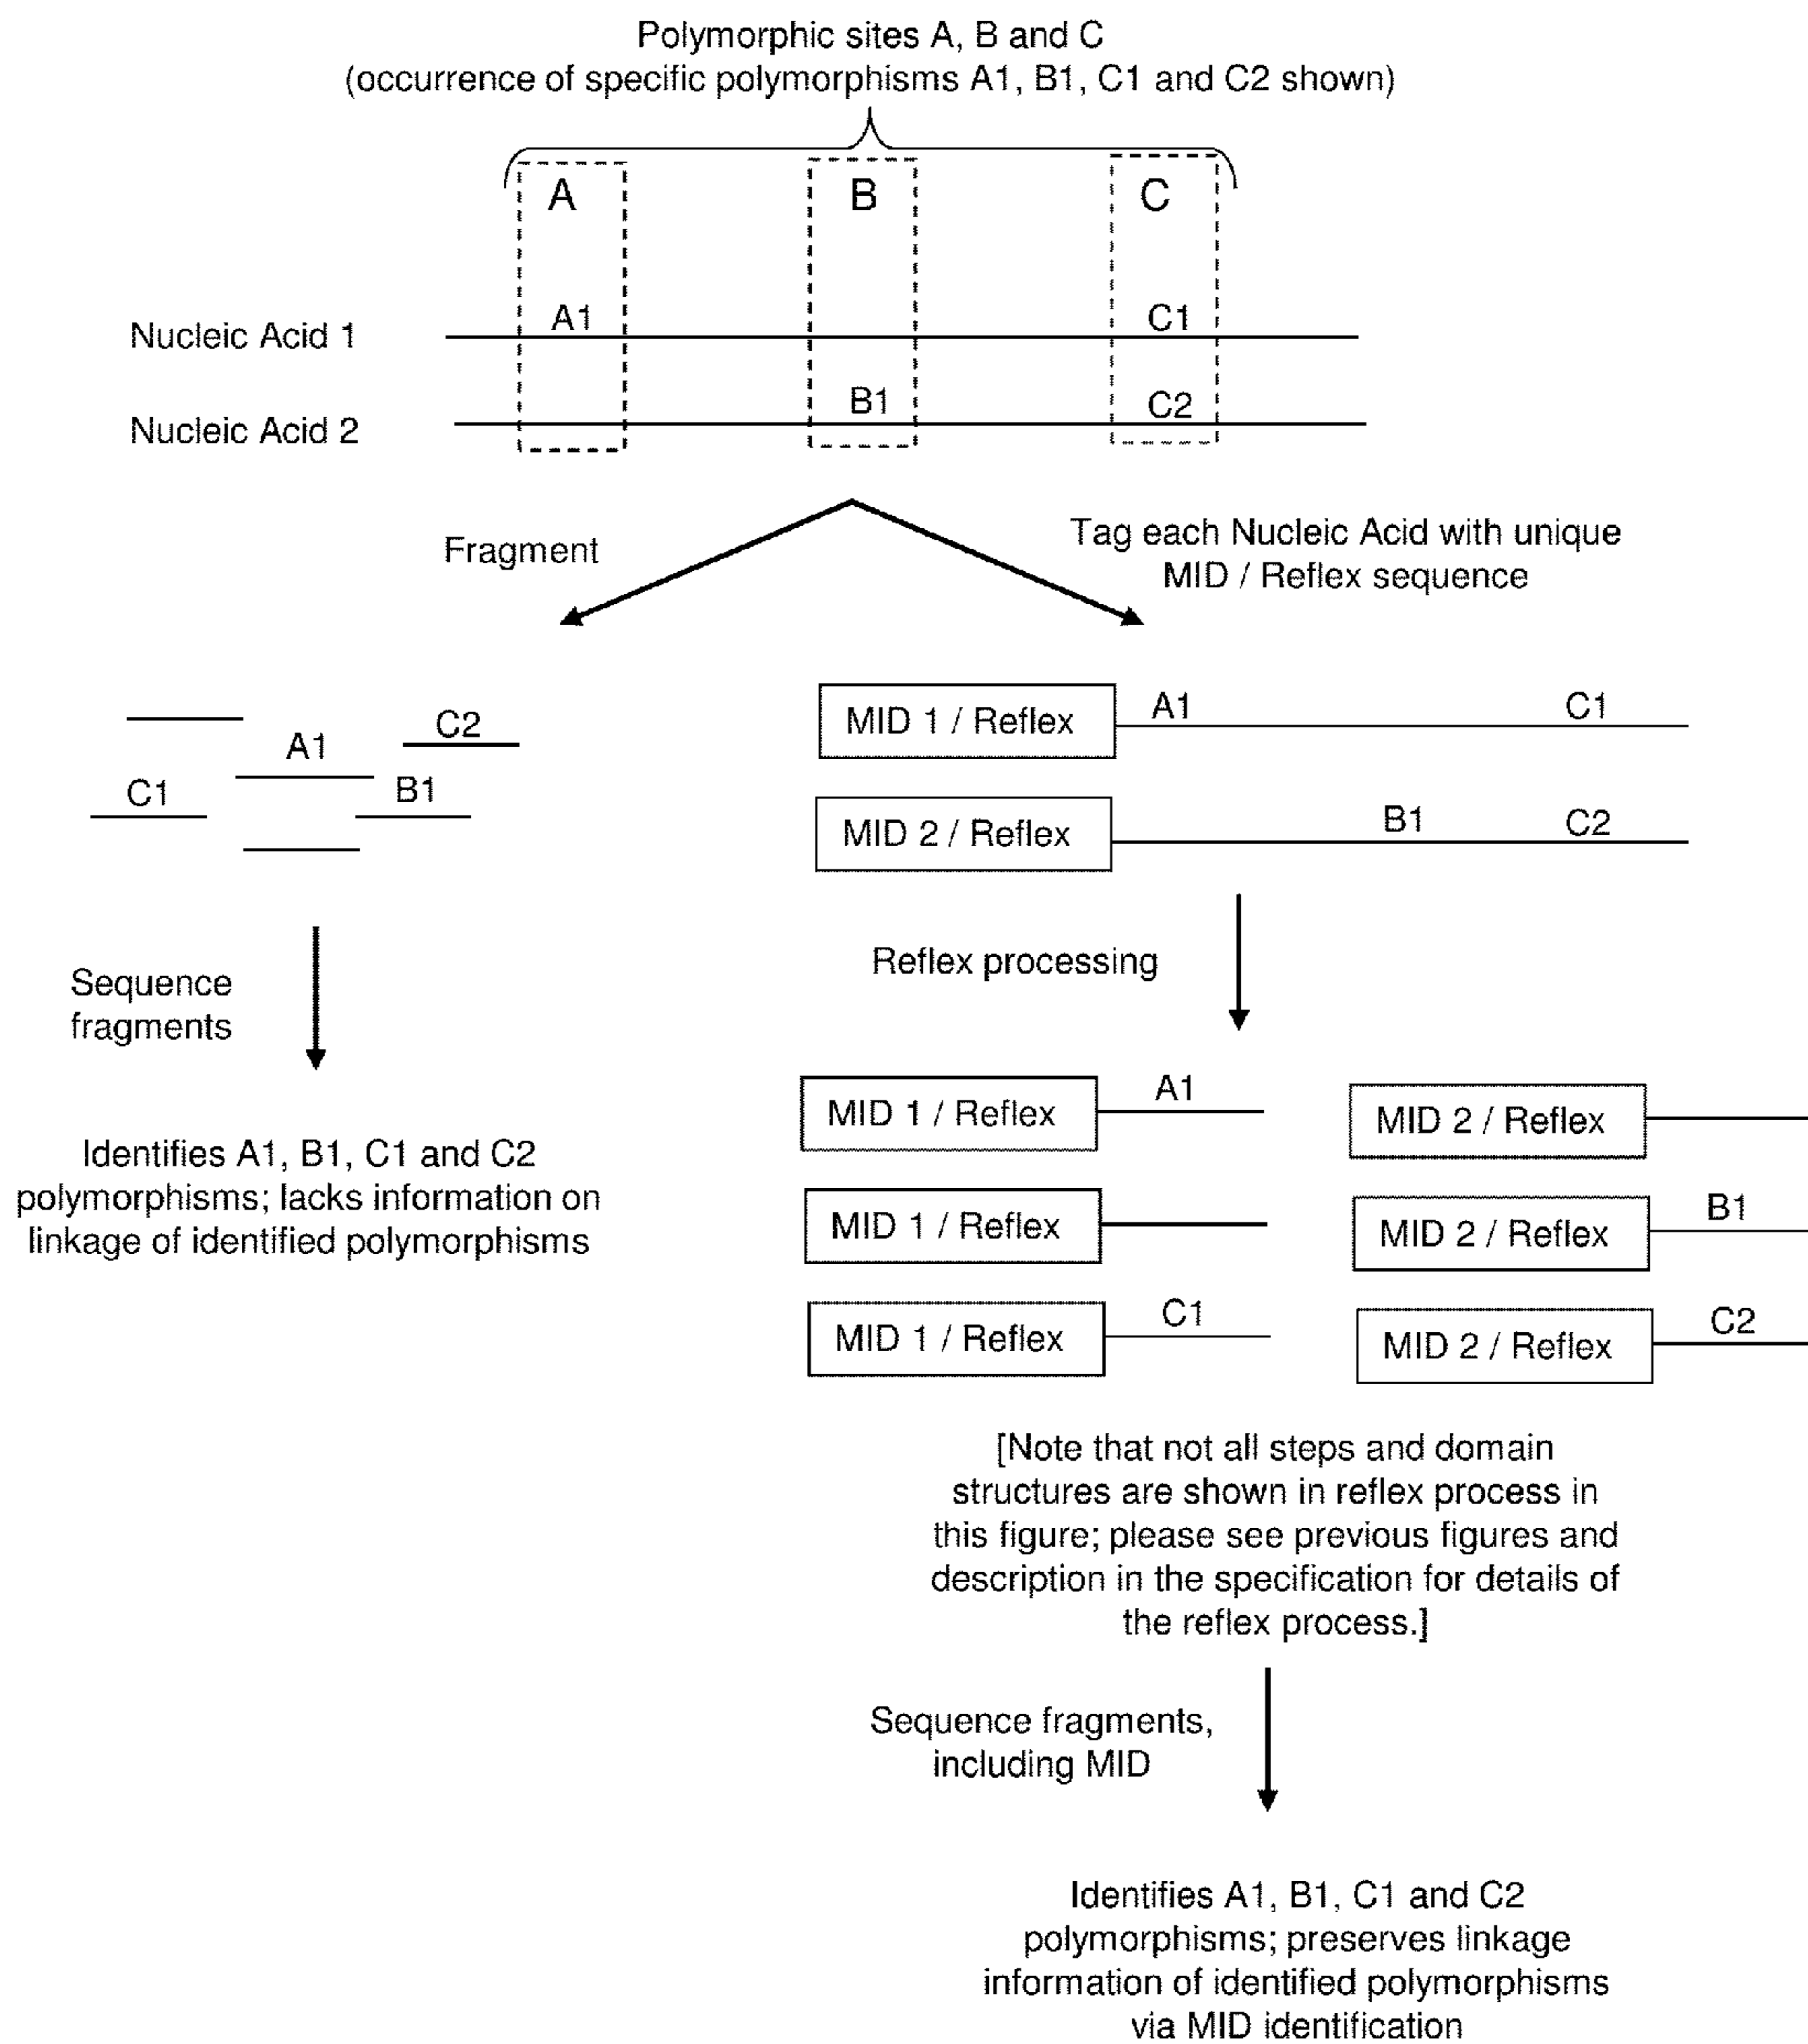 Polymorphic sites A, B and C
(occurrence of specific polymorphisms A1, B1, C1 and C2 shown)
A
B
C
Nucleic Acid 1
A1
C1
Nucleic Acid 2
B1
C2
Fragment
Tag each Nucleic Acid with unique
MID / Reflex sequence
C2
A1
C1
B1
MID 1 / Reflex
A1
C1
MID 2 / Reflex
B1
C2
Sequence
fragments
Reflex processing
Identifies A1, B1, C1 and C2
polymorphisms; lacks information on
linkage of identified polymorphisms
MID 1 / Reflex
A1
MID 2 / Reflex
MID 1 / Reflex
MID 2 / Reflex
B1
MID 1 / Reflex
C1
MID 2 / Reflex
C2
[Note that not all steps and domain
structures are shown in reflex process in
this figure; please see previous figures and
description in the specification for details of
the reflex process.]
Sequence fragments,
including MID
Identifies A1, B1, C1 and C2
polymorphisms; preserves linkage
information of identified polymorphisms
via MID identification